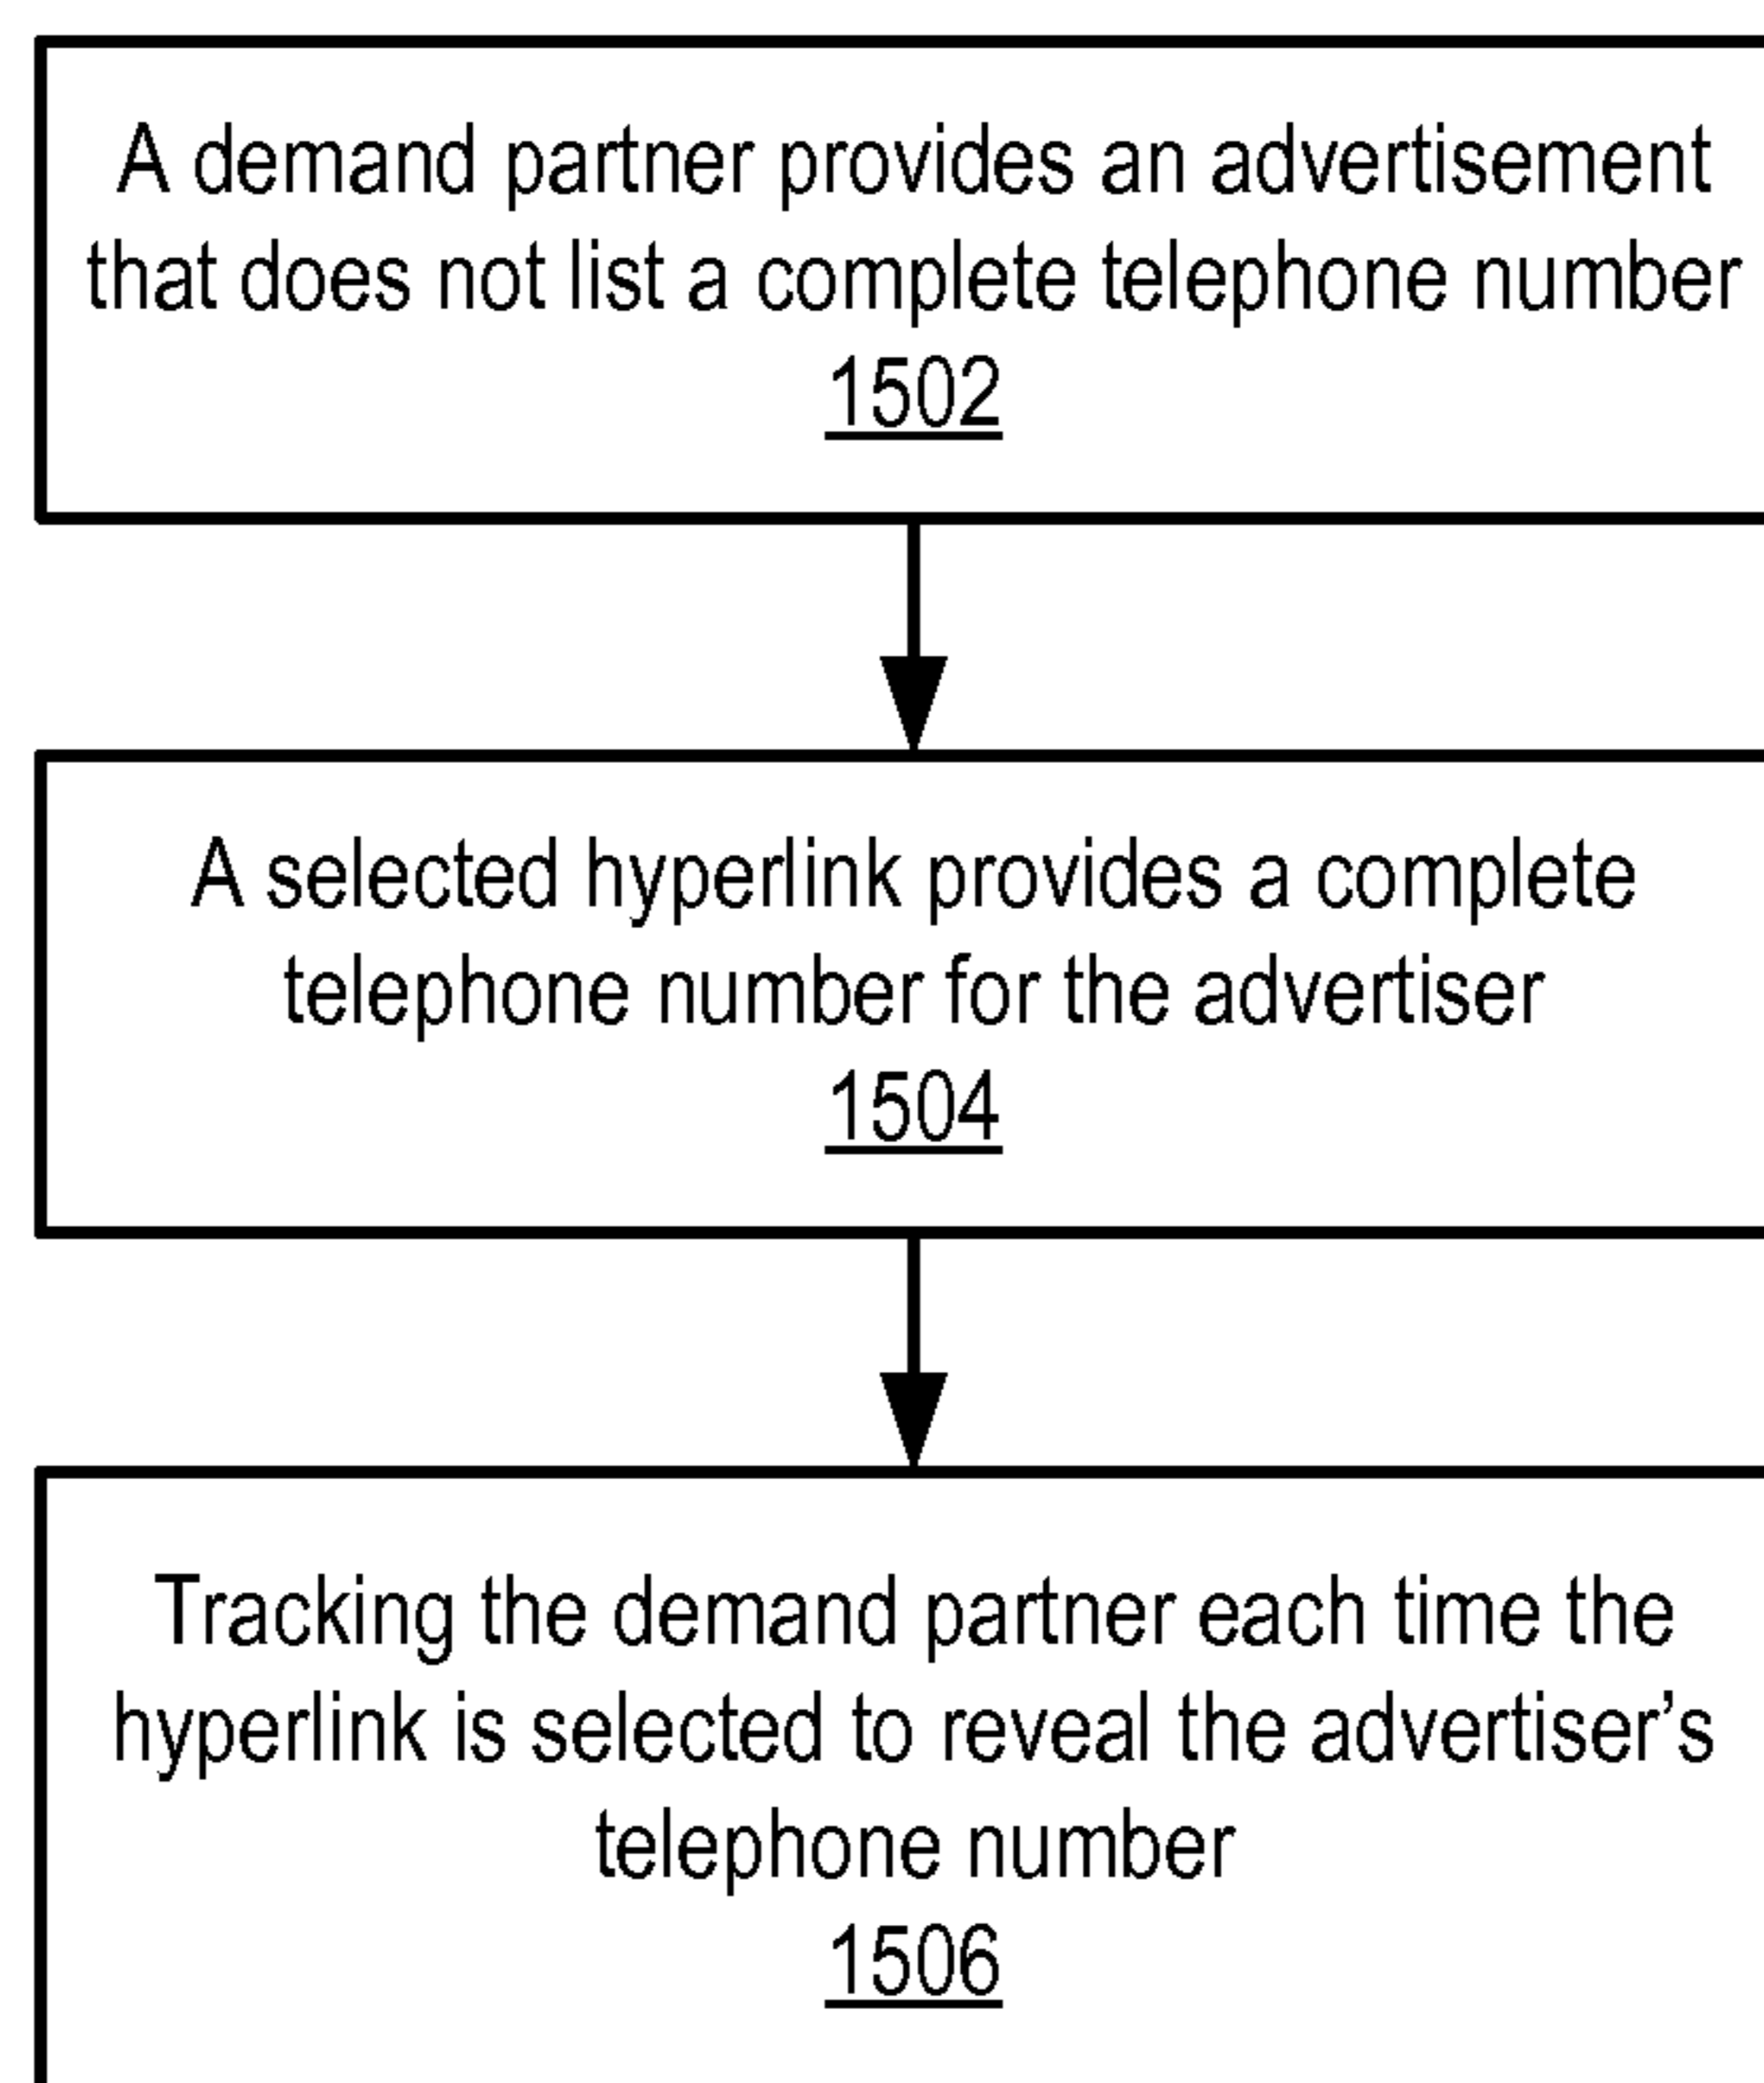 A demand partner provides an advertisement
that does not list a complete telephone number
1502
A selected hyperlink provides a complete
telephone number for the advertiser
1504
Tracking the demand partner each time the
hyperlink is selected to reveal the advertiser’s
telephone number
1506